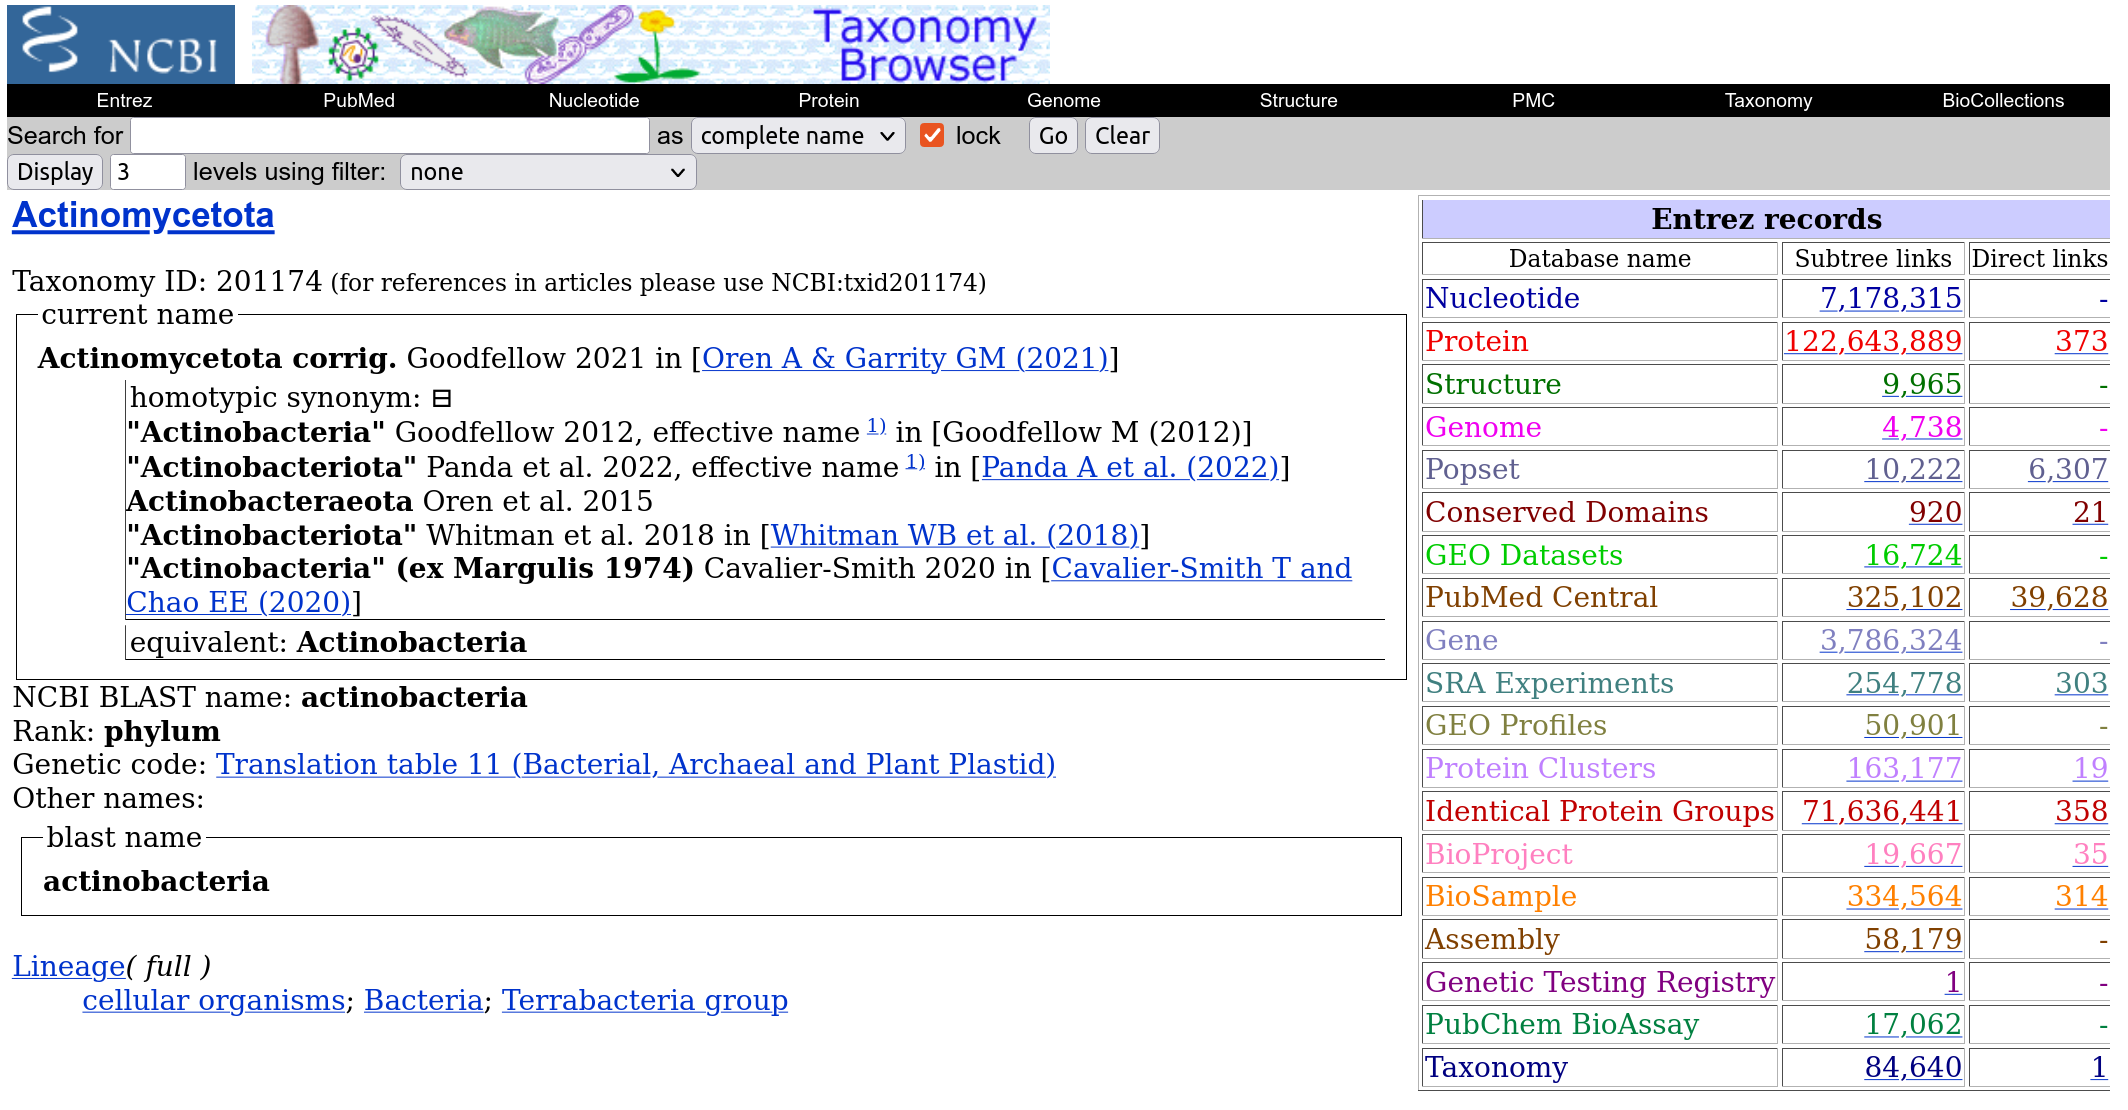 NCBI
Taxonomy
Browser
Entrez PubMed Nucleotide Protein Genome Structure PMC Taxonomy BioCollections
Search for as complete name lock Go Clear
Display 3 levels using filter: none
Actinomycetota
Taxonomy ID: 201174 (for references in articles please use NCBI:txid201174)
current name
Actinomycetota corrig. Goodfellow 2021 in [Oren A & Garrity GM (2021)]
homotypic synonym: ⊟
"Actinobacteria" Goodfellow 2012, effective name 1) in [Goodfellow M (2012)]
"Actinobacteriota" Panda et al. 2022, effective name 1) in [Panda A et al. (2022)]
Actinobacteraeota Oren et al. 2015
"Actinobacteriota" Whitman et al. 2018 in [Whitman WB et al. (2018)]
"Actinobacteria" (ex Margulis 1974) Cavalier-Smith 2020 in [Cavalier-Smith T and
Chao EE (2020)]
equivalent: Actinobacteria
NCBI BLAST name: actinobacteria
Rank: phylum
Genetic code: Translation table 11 (Bacterial, Archaeal and Plant Plastid)
Other names:
blast name
actinobacteria
Lineage( full )
cellular organisms; Bacteria; Terrabacteria group
Entrez records
Database name Subtree links Direct links
Nucleotide 7,178,315 -
Protein 122,643,889 373
Structure 9,965 -
Genome 4,738 -
Popset 10,222 6,307
Conserved Domains 920 21
GEO Datasets 16,724 -
PubMed Central 325,102 39,628
Gene 3,786,324 -
SRA Experiments 254,778 303
GEO Profiles 50,901 -
Protein Clusters 163,177 19
Identical Protein Groups 71,636,441 358
BioProject 19,667 35
BioSample 334,564 314
Assembly 58,179 -
Genetic Testing Registry 1 -
PubChem BioAssay 17,062 -
Taxonomy 84,640 1